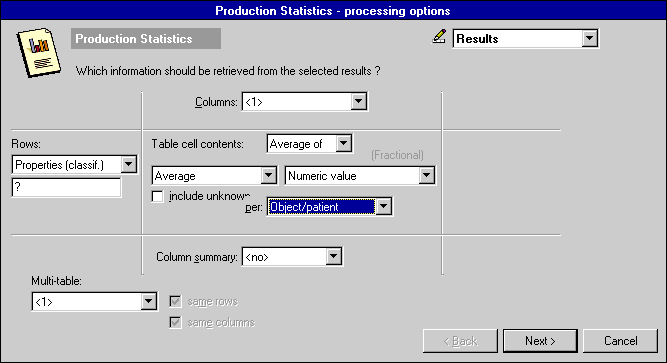 Production Statistics - processing options
Production Statistics
Results
Which information should be retrieved from the selected results ?
Columns: <1>
Rows:
Table cell contents: Average of
(Fractional)
Properties (classif.)
Average
Numeric value
?
include unknown
per: Object/patient
Column summary: <no>
Multi-table:
<1>
same rows
same columns
< Back
Next >
Cancel